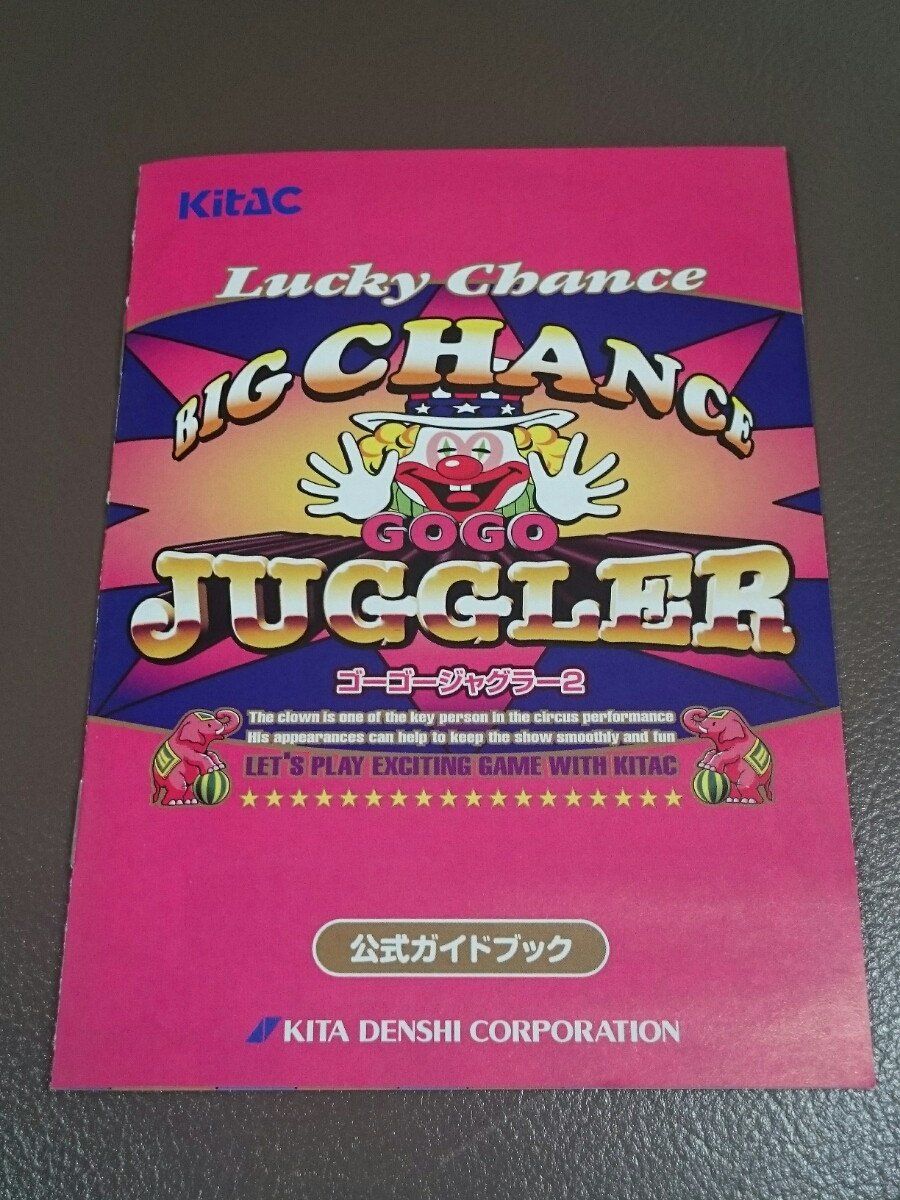 KitAC
Lucky Chance
BIG CHANCE
GOGO
JUGGLER
ゴーゴージャグラー2
The clown is one of the key person in the circus performance
His appearances can help to keep the show smoothly and fun
LET'S PLAY EXCITING GAME WITH KITAC
公式ガイドブック
KITA DENSHI CORPORATION